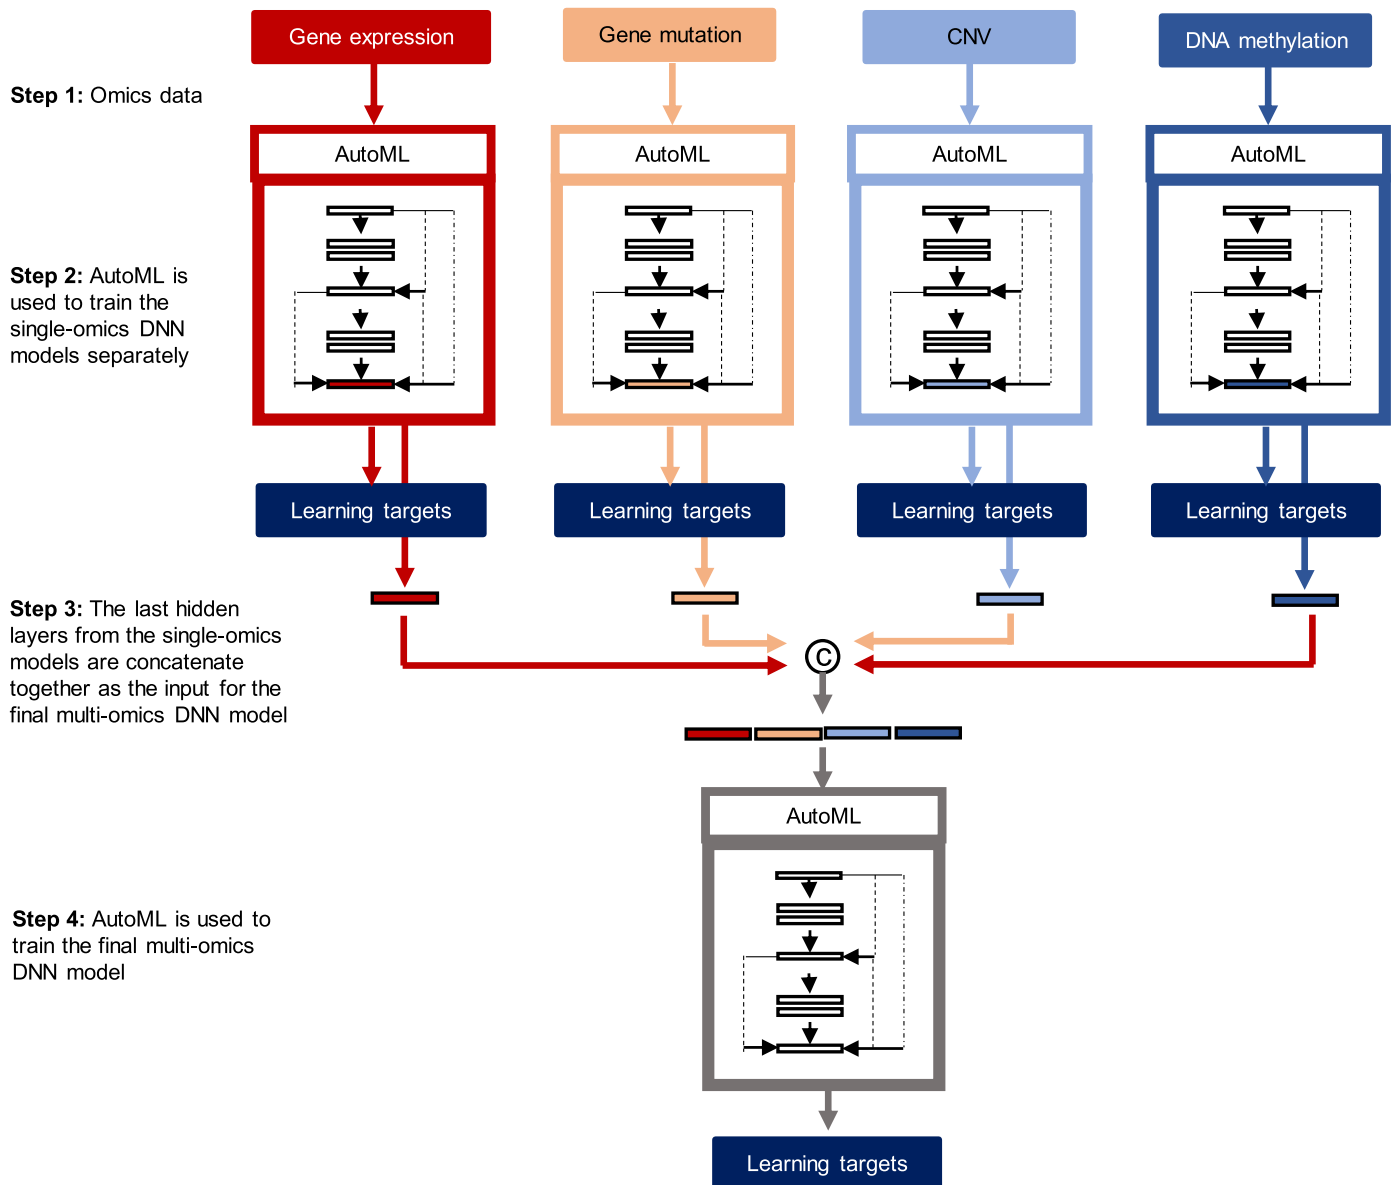 Gene expression
Gene mutation
CNV
DNA methylation
Step 1: Omics data
AutoML
AutoML
AutoML
AutoML
Step 2: AutoML is
used to train the
single-omics DNN
models separately
Learning targets
Learning targets
Learning targets
Learning targets
Step 3: The last hidden
layers from the single-omics
models are concatenate
together as the input for the
final multi-omics DNN model
C
AutoML
Step 4: AutoML is used to
train the final multi-omics
DNN model
Learning targets